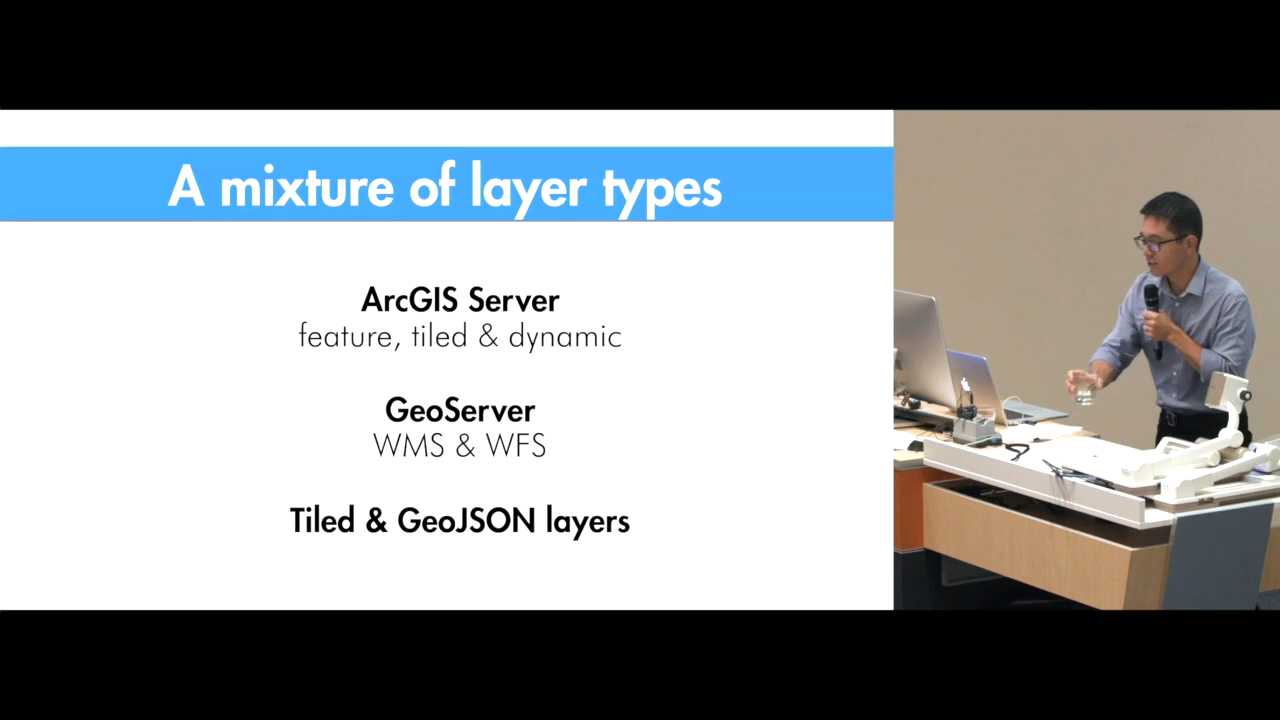 A mixture of layer types
ArcGIS Server
feature, tiled & dynamic
GeoServer
WMS & WFS
Tiled & GeoJSON layers